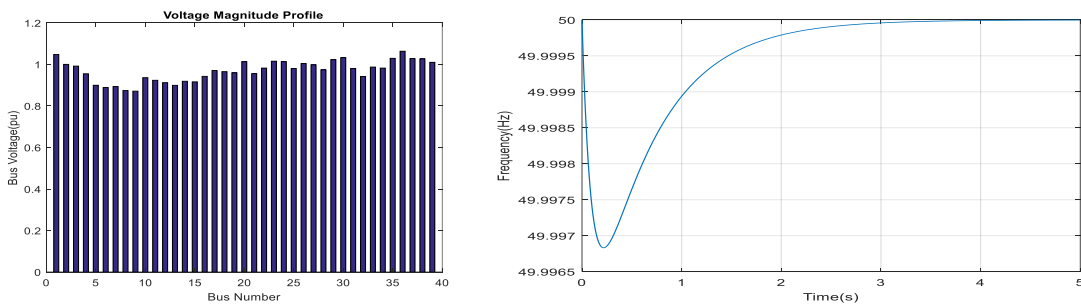 Voltage Magnitude Profile
1.2
1
0.8
0.6
0.4
0.2
0
Bus Voltage(pu)
0 5 10 15 20 25 30 35 40
Bus Number
50
49.9995
49.999
49.9985
49.998
49.9975
49.997
49.9965
Frequency(Hz)
0 1 2 3 4 5
Time(s)